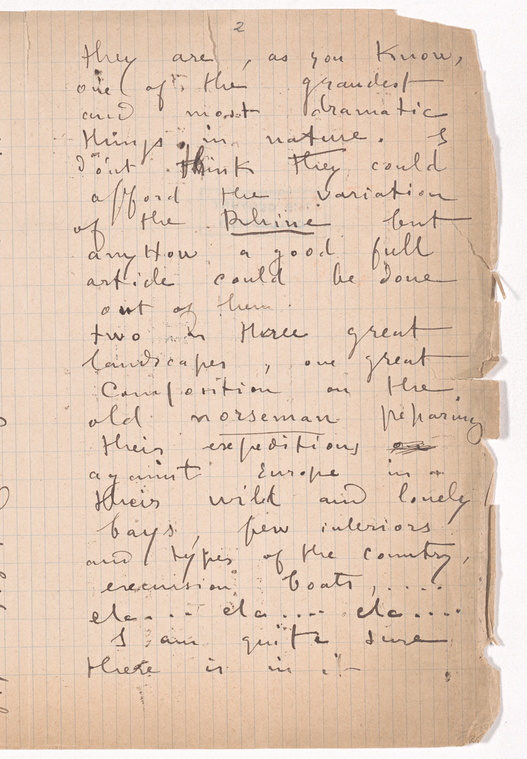 2
they are, as you know,
one of the grandest
and most dramatic
things in nature. I
don't think they could
afford the variation
of the Rhine but
anyHow a good full
article could be done
out of them.
two or three great
landscapes, one great
Composition on the
old norseman peparing
their expeditions
against Europe in
their wild and lonely
bays, few interiors
and types of the country,
excursion boats, ....
etc... etc.... etc....
I am quite sure
there is in it